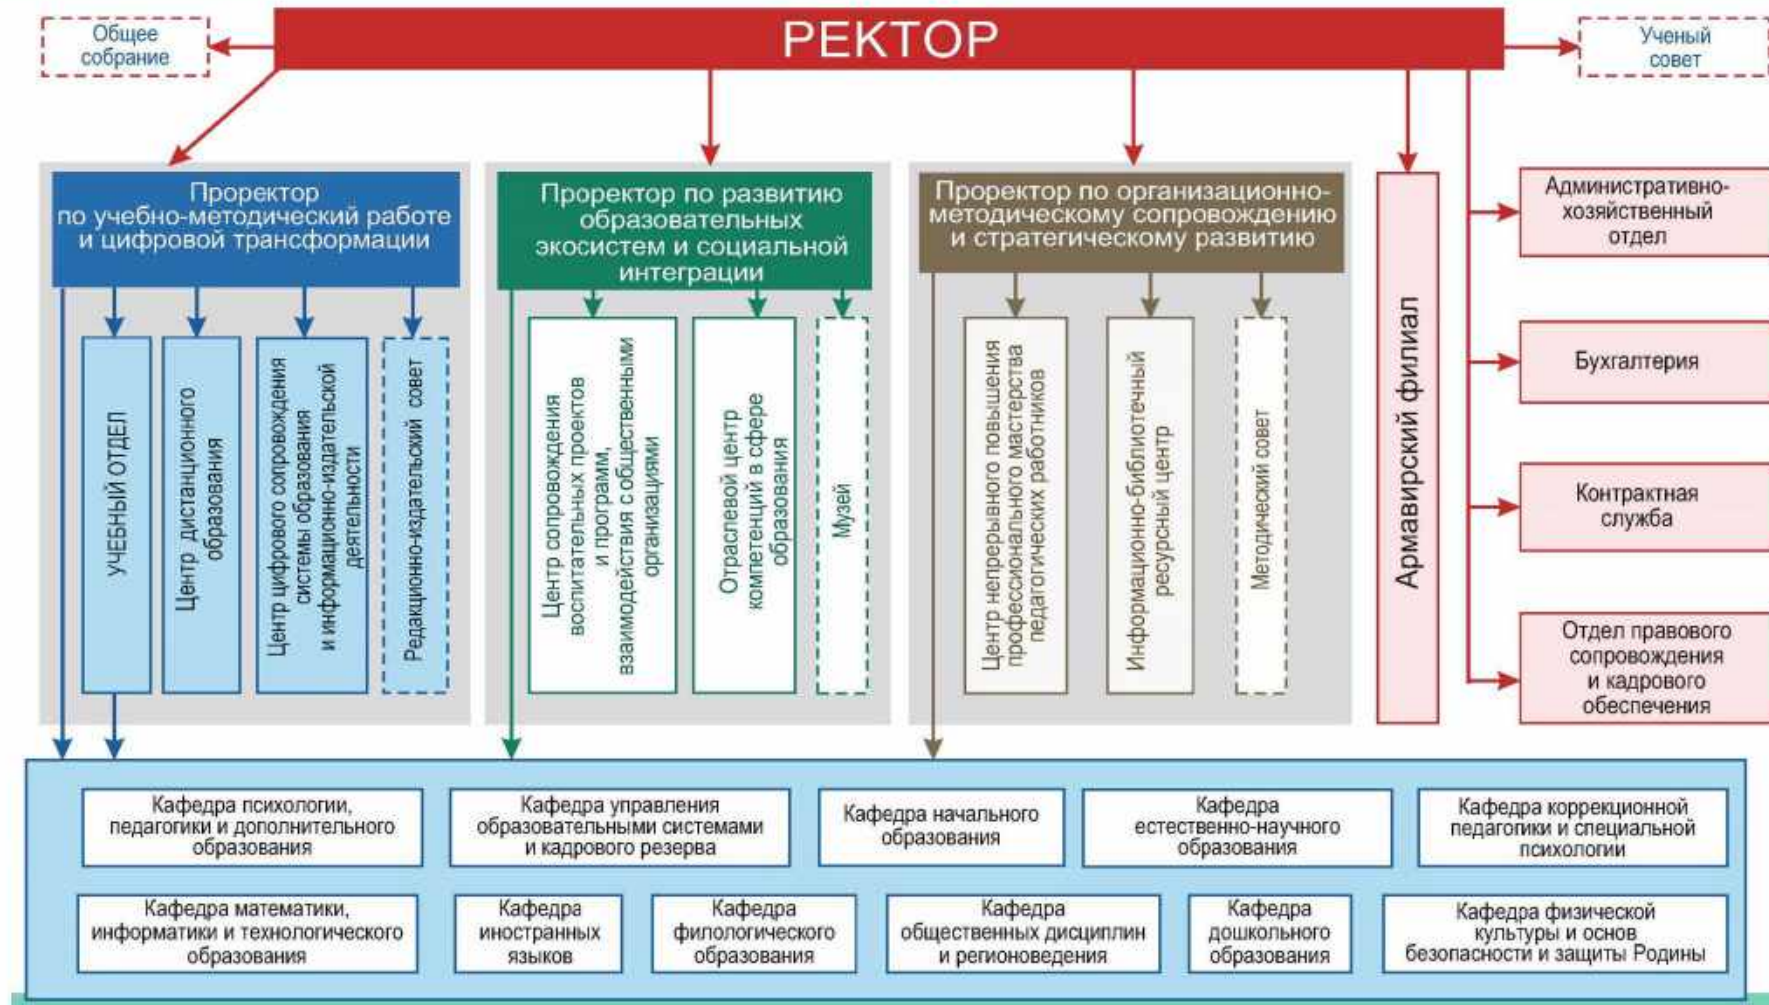 Общее
собрание
РЕКТОР
Ученый
совет
Проректор
по учебно-методический работе
и цифровой трансформации
Проректор по развитию
образовательных
экосистем и социальной
интеграции
Проректор по организационно-
методическому сопровождению
и стратегическому развитию
УЧЕБНЫЙ ОТДЕЛ
Центр дистанционного
образования
Центр цифрового сопровождения
системы образования
и информационно-издательской
деятельности
Редакционно-издательский совет
Центр сопровождения
воспитательных проектов
и программ,
взаимодействия с общественными
организациями
Отраслевой центр
компетенций в сфере
образования
Музей
Центр непрерывного повышения
профессионального мастерства
педагогических работников
Информационно-библиотечный
ресурсный центр
Методический совет
Армавирский филиал
Административно-
хозяйственный
отдел
Бухгалтерия
Контрактная
служба
Отдел правового
сопровождения
и кадрового
обеспечения
Кафедра психологии,
педагогики и дополнительного
образования
Кафедра управления
образовательными системами
и кадрового резерва
Кафедра начального
образования
Кафедра
естественно-научного
образования
Кафедра коррекционной
педагогики и специальной
психологии
Кафедра математики,
информатики и технологического
образования
Кафедра
иностранных
языков
Кафедра
филологического
образования
Кафедра
общественных дисциплин
и регионоведения
Кафедра
дошкольного
образования
Кафедра физической
культуры и основ
безопасности и защиты Родины